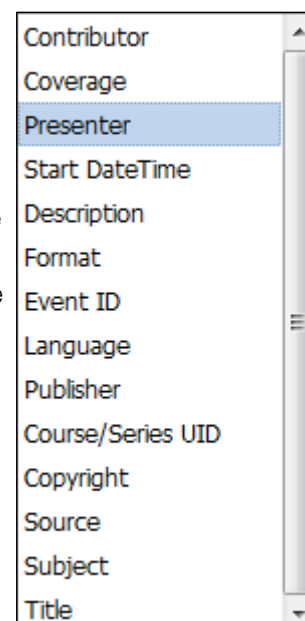 Contributor
Coverage
Presenter
Start DateTime
Description
Format
Event ID
Language
Publisher
Course/Series UID
Copyright
Source
Subject
Title